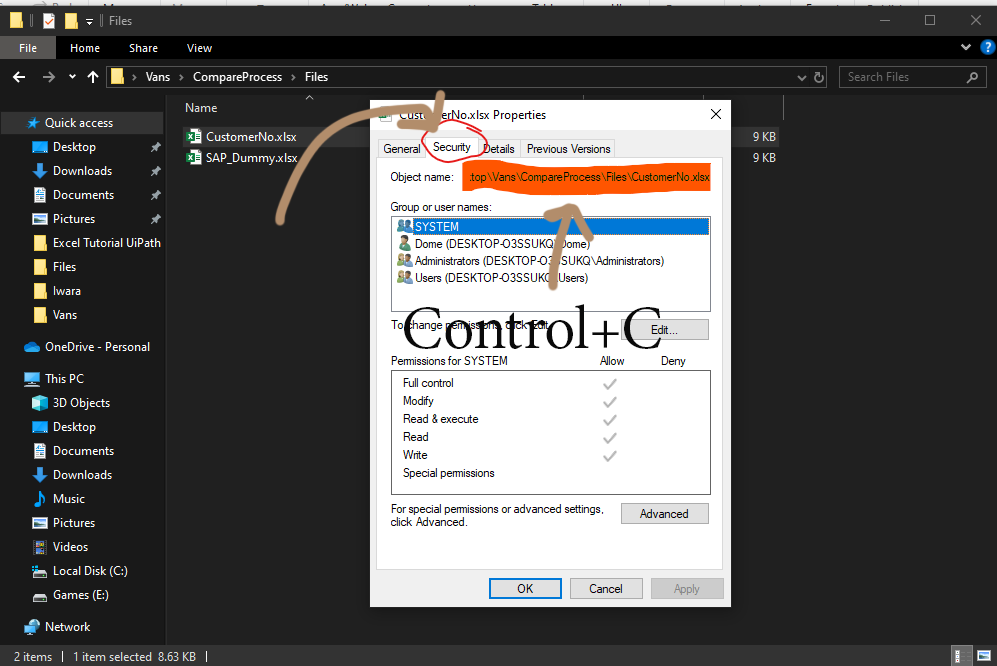 Files
File Home Share View
Vans CompareProcess Files
Search Files
Quick access
Desktop
Downloads
Documents
Pictures
Excel Tutorial UiPath
Files
Iwara
Vans
OneDrive - Personal
This PC
3D Objects
Desktop
Documents
Downloads
Music
Pictures
Videos
Local Disk (C:)
Games (E:)
Network
Name
CustomerNo.xlsx 9 KB
SAP_Dummy.xlsx 9 KB
CustomerNo.xlsx Properties
General Security Details Previous Versions
Object name: :top\Vans\CompareProcess\Files\CustomerNo.xlsx
Group or user names:
SYSTEM
Dome (DESKTOP-O3SSUKQ\Dome)
Administrators (DESKTOP-O3SSUKQ\Administrators)
Users (DESKTOP-O3SSUKQ\Users)
Control+C
To change permissions, click Edit. Edit...
Permissions for SYSTEM Allow Deny
Full control
Modify
Read & execute
Read
Write
Special permissions
For special permissions or advanced settings,
click Advanced.
Advanced
OK Cancel Apply
2 items 1 item selected 8.63 KB